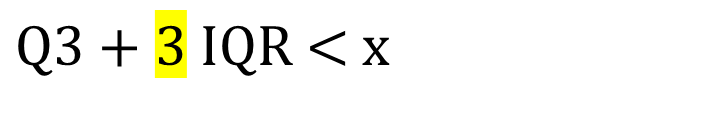 Q3 + 3 IQR < x